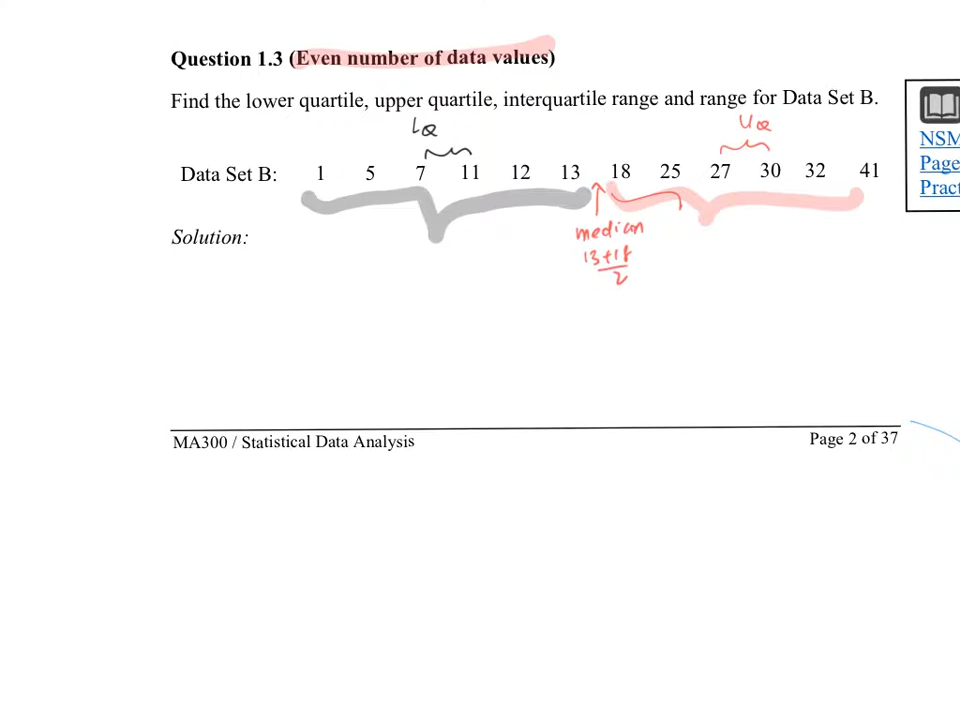 Question 1.3 (Even number of data values)
Find the lower quartile, upper quartile, interquartile range and range for Data Set B.
LQ
UQ
Data Set B: 1 5 7 11 12 13 18 25 27 30 32 41
Solution:
median
13+18
2
NSM
Page
Pract
MA300 / Statistical Data Analysis
Page 2 of 37